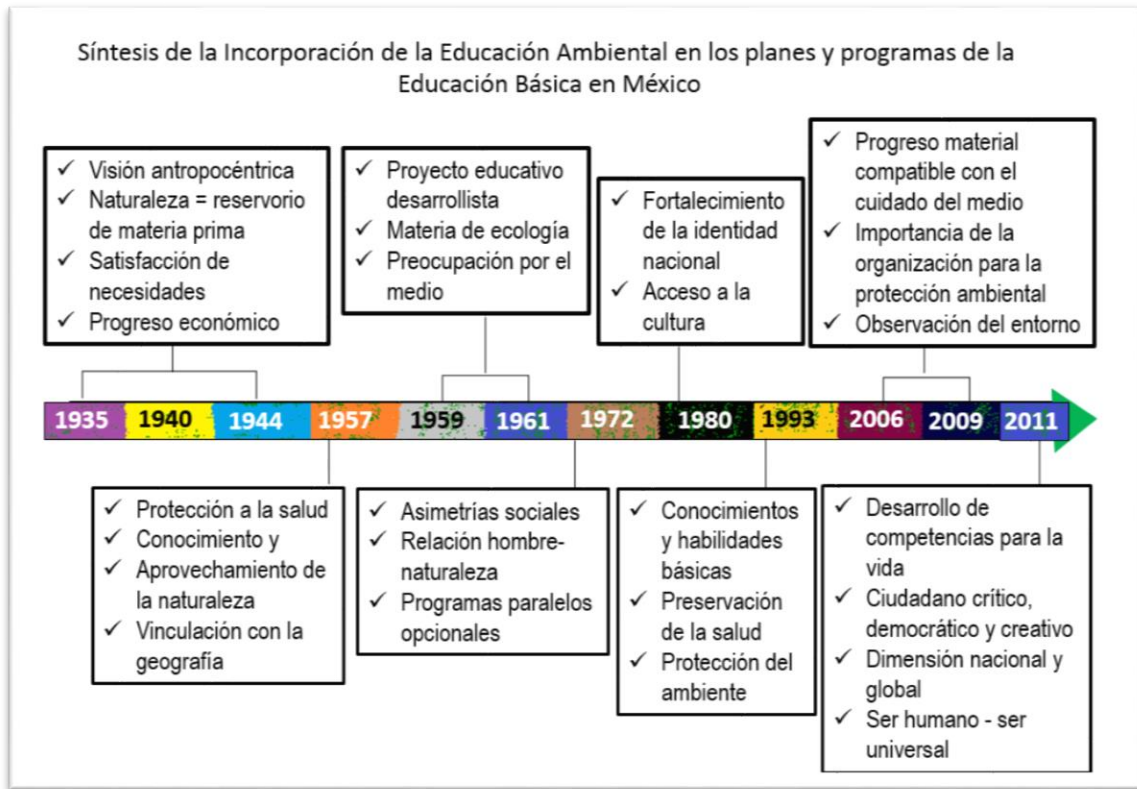 Síntesis de la Incorporación de la Educación Ambiental en los planes y programas de la
Educación Básica en México
✓ Visión antropocéntrica
✓ Naturaleza = reservorio
de materia prima
✓ Satisfacción de
necesidades
✓ Progreso económico
✓ Proyecto educativo
desarrollista
✓ Materia de ecología
✓ Preocupación por el
medio
✓ Fortalecimiento
de la identidad
nacional
✓ Acceso a la
cultura
✓ Progreso material
compatible con el
cuidado del medio
✓ Importancia de la
organización para la
protección ambiental
✓ Observación del entorno
1935 1940 1944 1957 1959 1961 1972 1980 1993 2006 2009 2011
✓ Protección a la salud
✓ Conocimiento y
✓ Aprovechamiento de
la naturaleza
✓ Vinculación con la
geografía
✓ Asimetrías sociales
✓ Relación hombre-
naturaleza
✓ Programas paralelos
opcionales
✓ Conocimientos
y habilidades
básicas
✓ Preservación
de la salud
✓ Protección del
ambiente
✓ Desarrollo de
competencias para la
vida
✓ Ciudadano crítico,
democrático y creativo
✓ Dimensión nacional y
global
✓ Ser humano - ser
universal